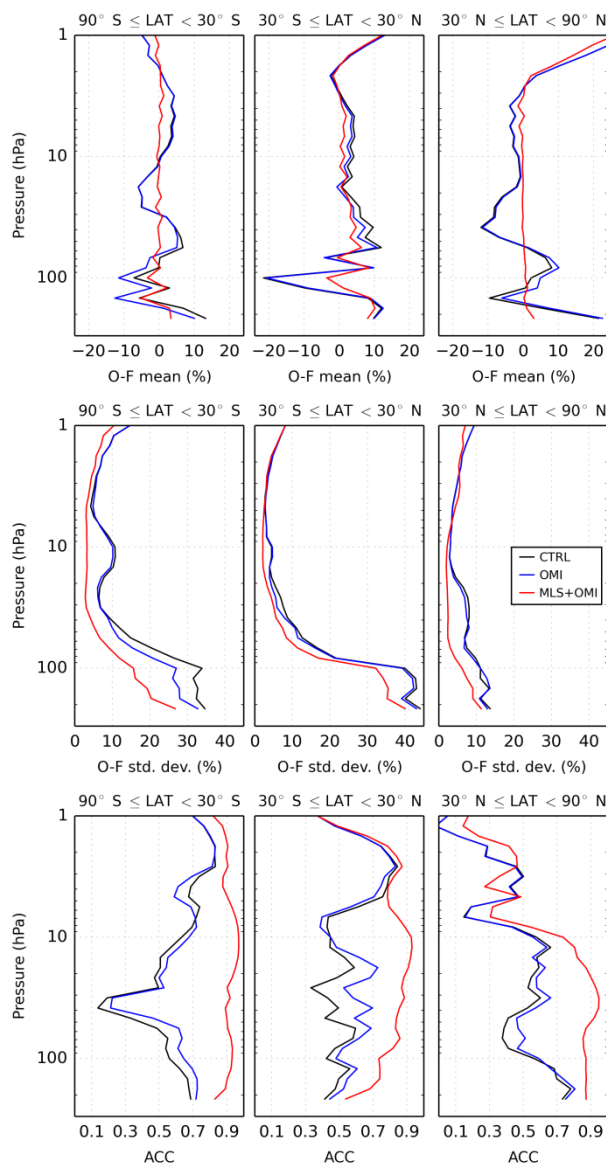 90° S ≤ LAT < 30° S 30° S ≤ LAT < 30° N 30° N ≤ LAT < 90° N
1
10
100
Pressure (hPa)
−20 −10 0 10 20 −20 −10 0 10 20 −20 −10 0 10 20
O-F mean (%) O-F mean (%) O-F mean (%)
90° S ≤ LAT < 30° S 30° S ≤ LAT < 30° N 30° N ≤ LAT < 90° N
1
10
100
Pressure (hPa)
CTRL
OMI
MLS+OMI
0 10 20 30 40 0 10 20 30 40 0 10 20 30 40
O-F std. dev. (%) O-F std. dev. (%) O-F std. dev. (%)
90° S ≤ LAT < 30° S 30° S ≤ LAT < 30° N 30° N ≤ LAT < 90° N
1
10
100
Pressure (hPa)
0.1 0.3 0.5 0.7 0.9 0.1 0.3 0.5 0.7 0.9 0.1 0.3 0.5 0.7 0.9
ACC ACC ACC